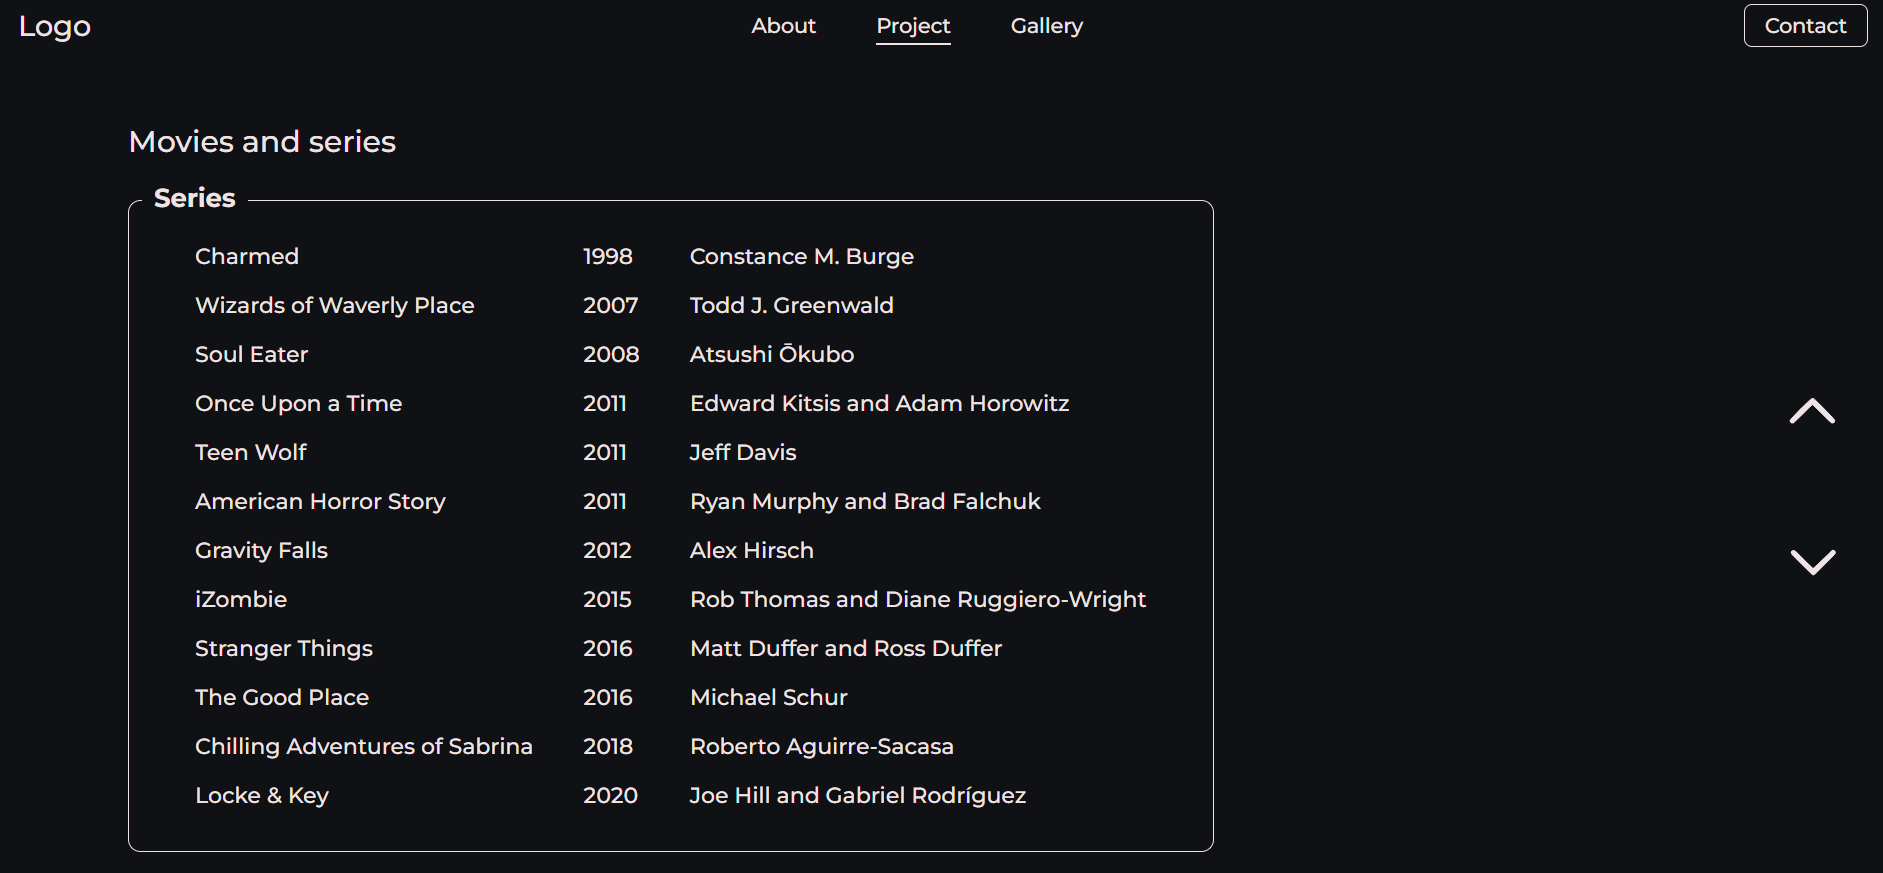 Logo About Project Gallery Contact
Movies and series
Series
Charmed 1998 Constance M. Burge
Wizards of Waverly Place 2007 Todd J. Greenwald
Soul Eater 2008 Atsushi Ōkubo
Once Upon a Time 2011 Edward Kitsis and Adam Horowitz
Teen Wolf 2011 Jeff Davis
American Horror Story 2011 Ryan Murphy and Brad Falchuk
Gravity Falls 2012 Alex Hirsch
iZombie 2015 Rob Thomas and Diane Ruggiero-Wright
Stranger Things 2016 Matt Duffer and Ross Duffer
The Good Place 2016 Michael Schur
Chilling Adventures of Sabrina 2018 Roberto Aguirre-Sacasa
Locke & Key 2020 Joe Hill and Gabriel Rodríguez